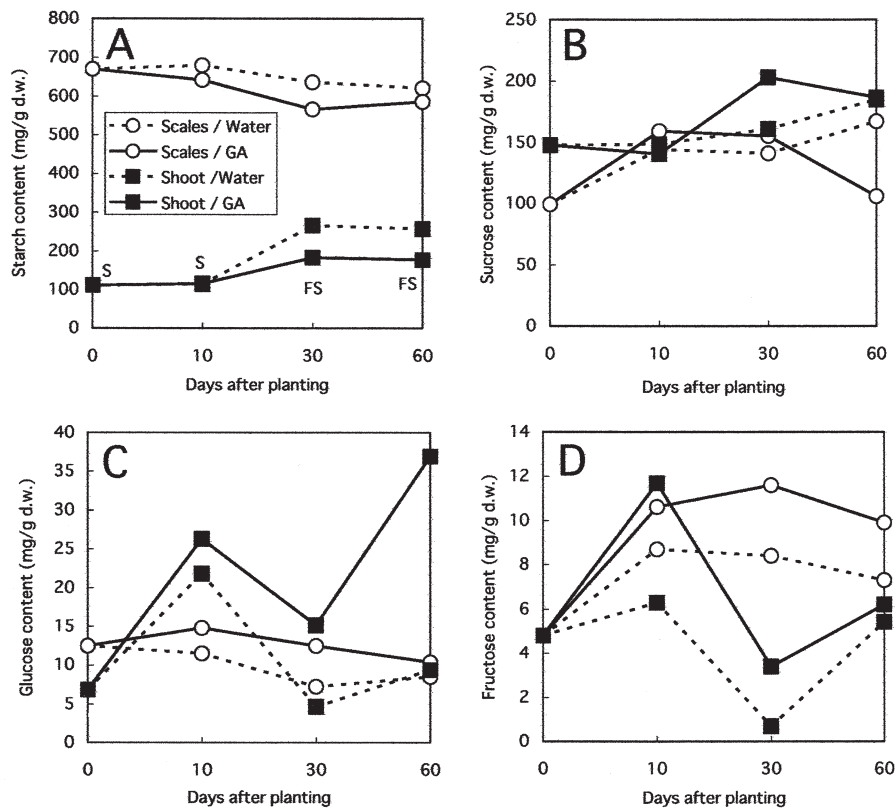 A
800
700
600
500
400
300
200
100
0
Starch content (mg/g d.w.)
Scales / Water
Scales / GA
Shoot /Water
Shoot / GA
S
S
FS
FS
0
10
30
60
Days after planting
B
250
200
150
100
50
0
Sucrose content (mg/g d.w.)
0
10
30
60
Days after planting
C
40
35
30
25
20
15
10
5
0
Glucose content (mg/g d.w.)
0
10
30
60
Days after planting
D
14
12
10
8
6
4
2
0
Fructose content (mg/g d.w.)
0
10
30
60
Days after planting